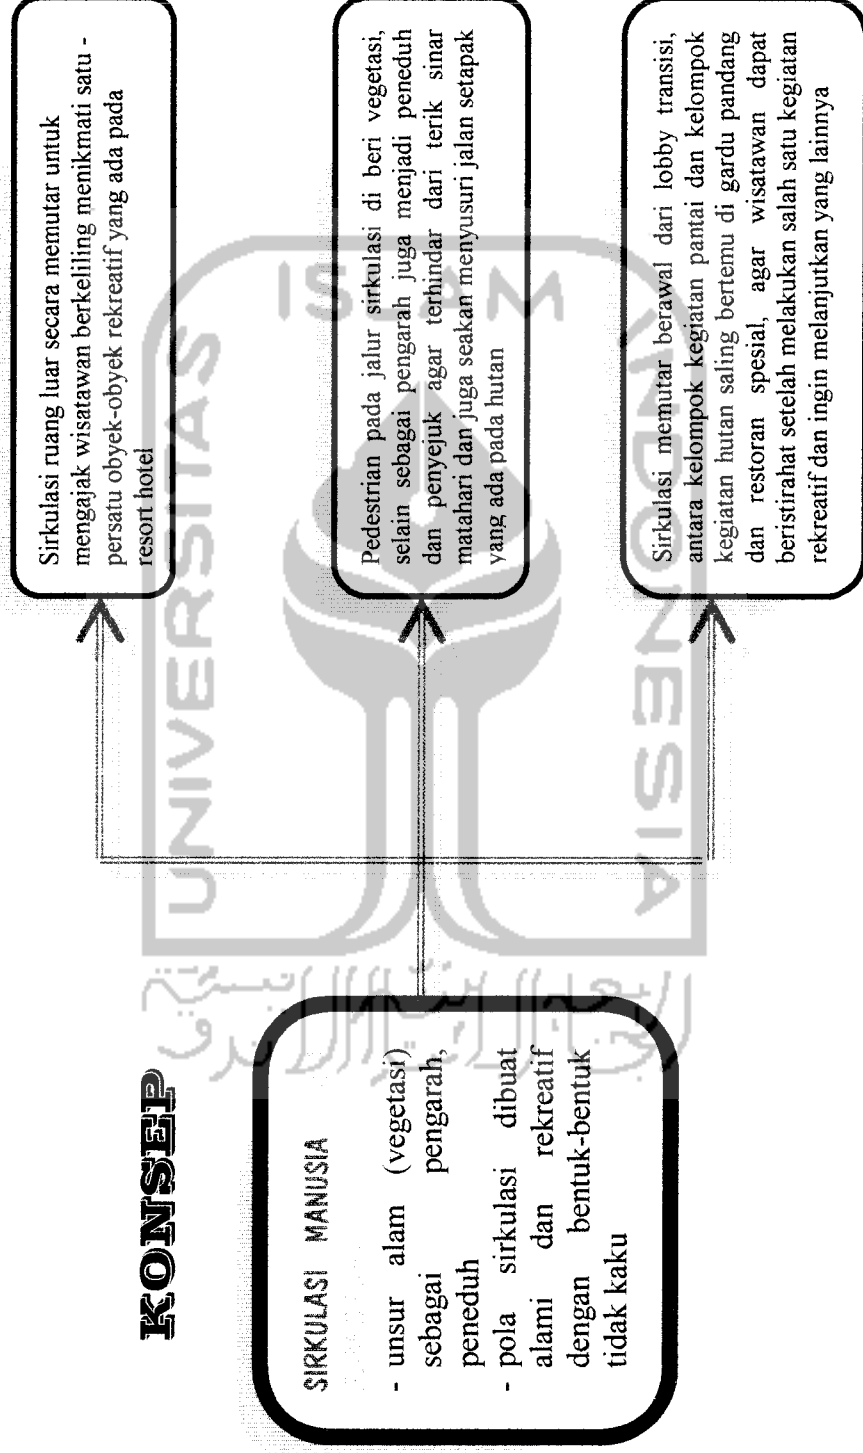 KONSEP
SIRKULASI MANUSIA
- unsur alam (vegetasi)
sebagai pengarah,
peneduh
- pola sirkulasi dibuat
alami dan rekreatif
dengan bentuk-bentuk
tidak kaku
Sirkulasi ruang luar secara memutar untuk
mengajak wisatawan berkeliling menikmati satu -
persatu obyek-obyek rekreatif yang ada pada
resort hotel
Pedestrian pada jalur sirkulasi di beri vegetasi,
selain sebagai pengarah juga menjadi peneduh
dan penyejuk agar terhindar dari terik sinar
matahari dan juga seakan menyusuri jalan setapak
yang ada pada hutan
Sirkulasi memutar berawal dari lobby transisi,
antara kelompok kegiatan pantai dan kelompok
kegiatan hutan saling bertemu di gardu pandang
dan restoran spesial, agar wisatawan dapat
beristirahat setelah melakukan salah satu kegiatan
rekreatif dan ingin melanjutkan yang lainnya
UNIVERSITAS
ISLAM
INDONESIA